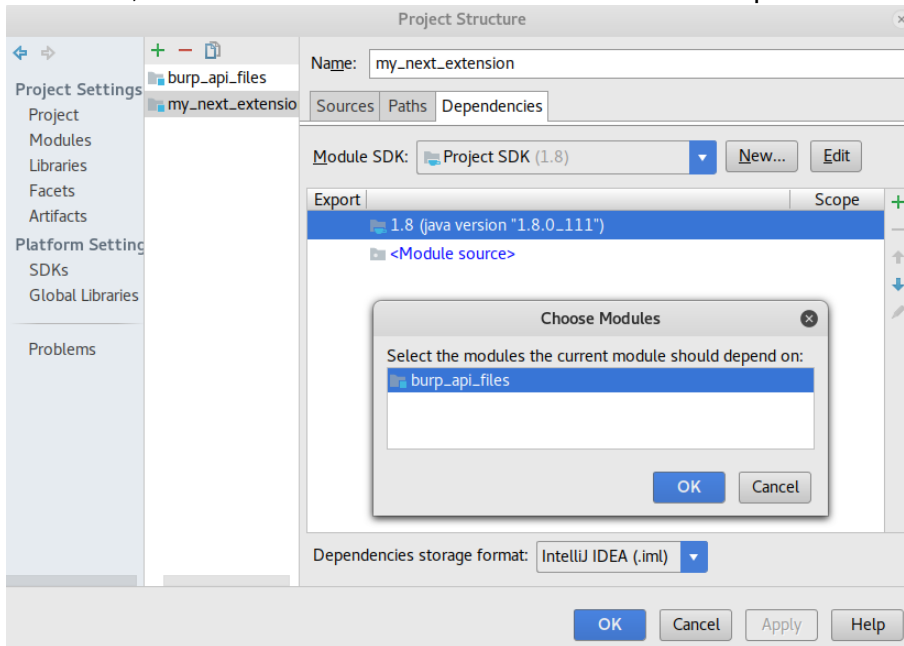 Project Structure
Project Settings
Project
Modules
Libraries
Facets
Artifacts
Platform Setting
SDKs
Global Libraries
Problems
burp_api_files
my_next_extensio
Name: my_next_extension
Sources Paths Dependencies
Module SDK: Project SDK (1.8) New... Edit
Export Scope
1.8 (java version "1.8.0_111")
<Module source>
Choose Modules
Select the modules the current module should depend on:
burp_api_files
OK Cancel
Dependencies storage format: IntelliJ IDEA (.iml)
OK Cancel Apply Help